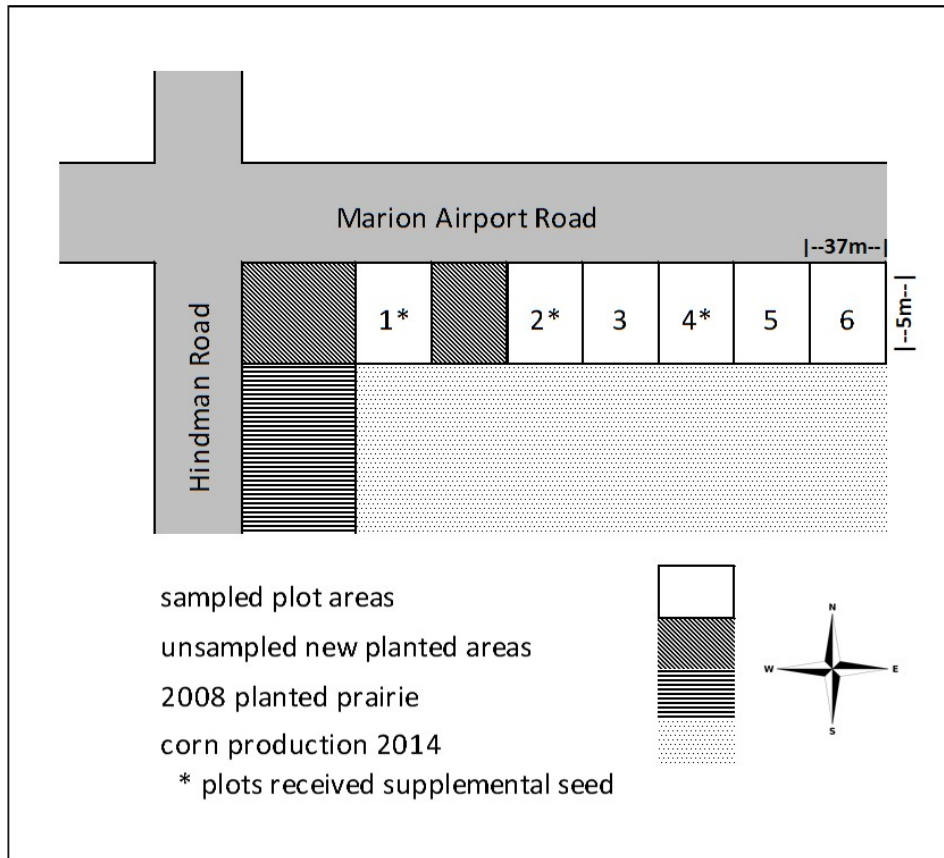 Marion Airport Road
|--37m--|
1*
2*
3
4*
5
6
|--5m--|
Hindman Road
sampled plot areas
unsampled new planted areas
2008 planted prairie
corn production 2014
* plots received supplemental seed
N
W
E
S